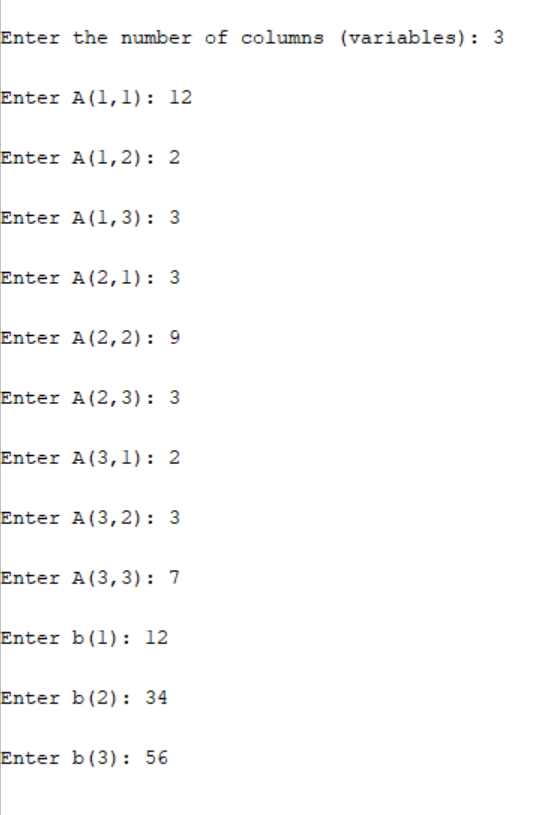 Enter the number of columns (variables): 3
Enter A(1,1): 12
Enter A(1,2): 2
Enter A(1,3): 3
Enter A(2,1): 3
Enter A(2,2): 9
Enter A(2,3): 3
Enter A(3,1): 2
Enter A(3,2): 3
Enter A(3,3): 7
Enter b(1): 12
Enter b(2): 34
Enter b(3): 56